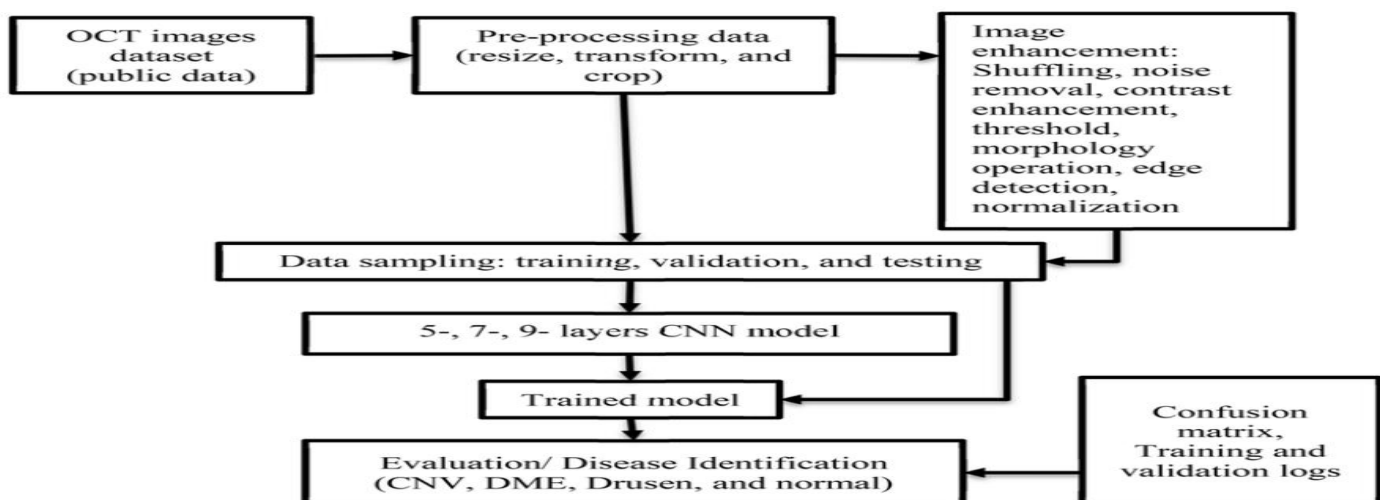 OCT images
dataset
(public data)
Pre-processing data
(resize, transform, and
crop)
Image
enhancement:
Shuffling, noise
removal, contrast
enhancement,
threshold,
morphology
operation, edge
detection,
normalization
Data sampling: training, validation, and testing
5-, 7-, 9- layers CNN model
Trained model
Evaluation/ Disease Identification
(CNV, DME, Drusen, and normal)
Confusion
matrix,
Training and
validation logs